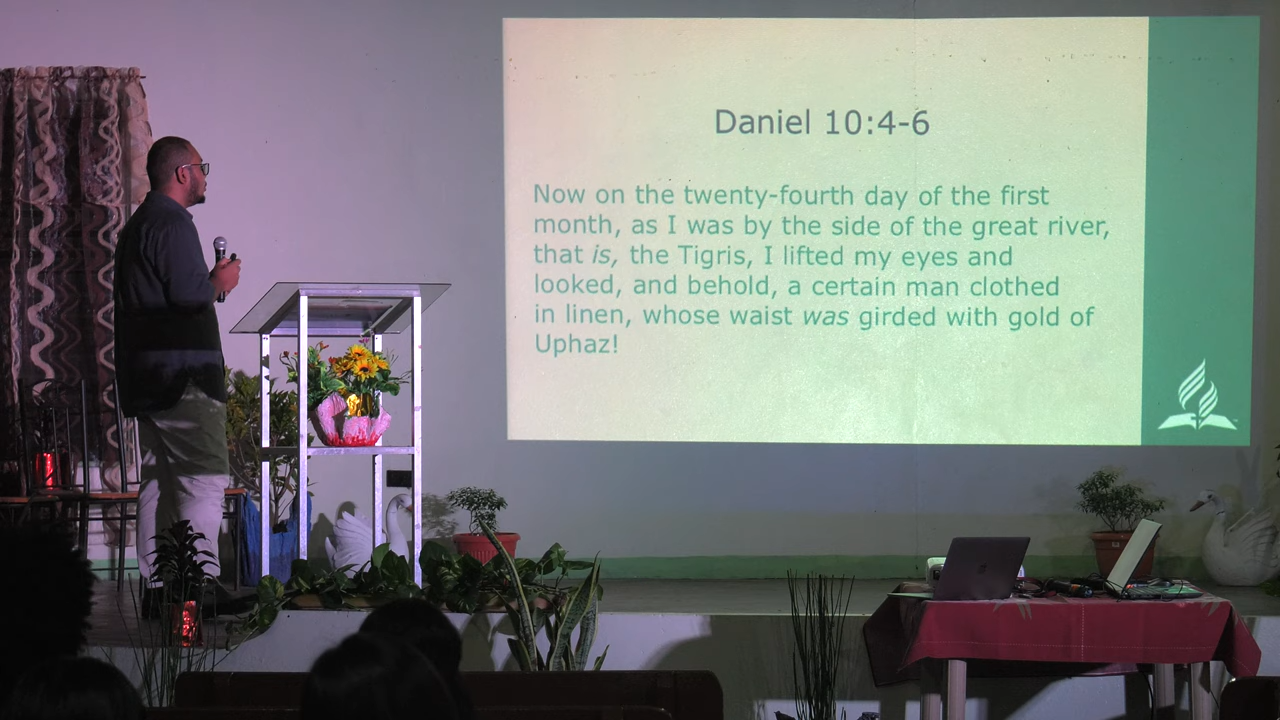 Daniel 10:4-6
Now on the twenty-fourth day of the first
month, as I was by the side of the great river,
that is, the Tigris, I lifted my eyes and
looked, and behold, a certain man clothed
in linen, whose waist was girded with gold of
Uphaz!